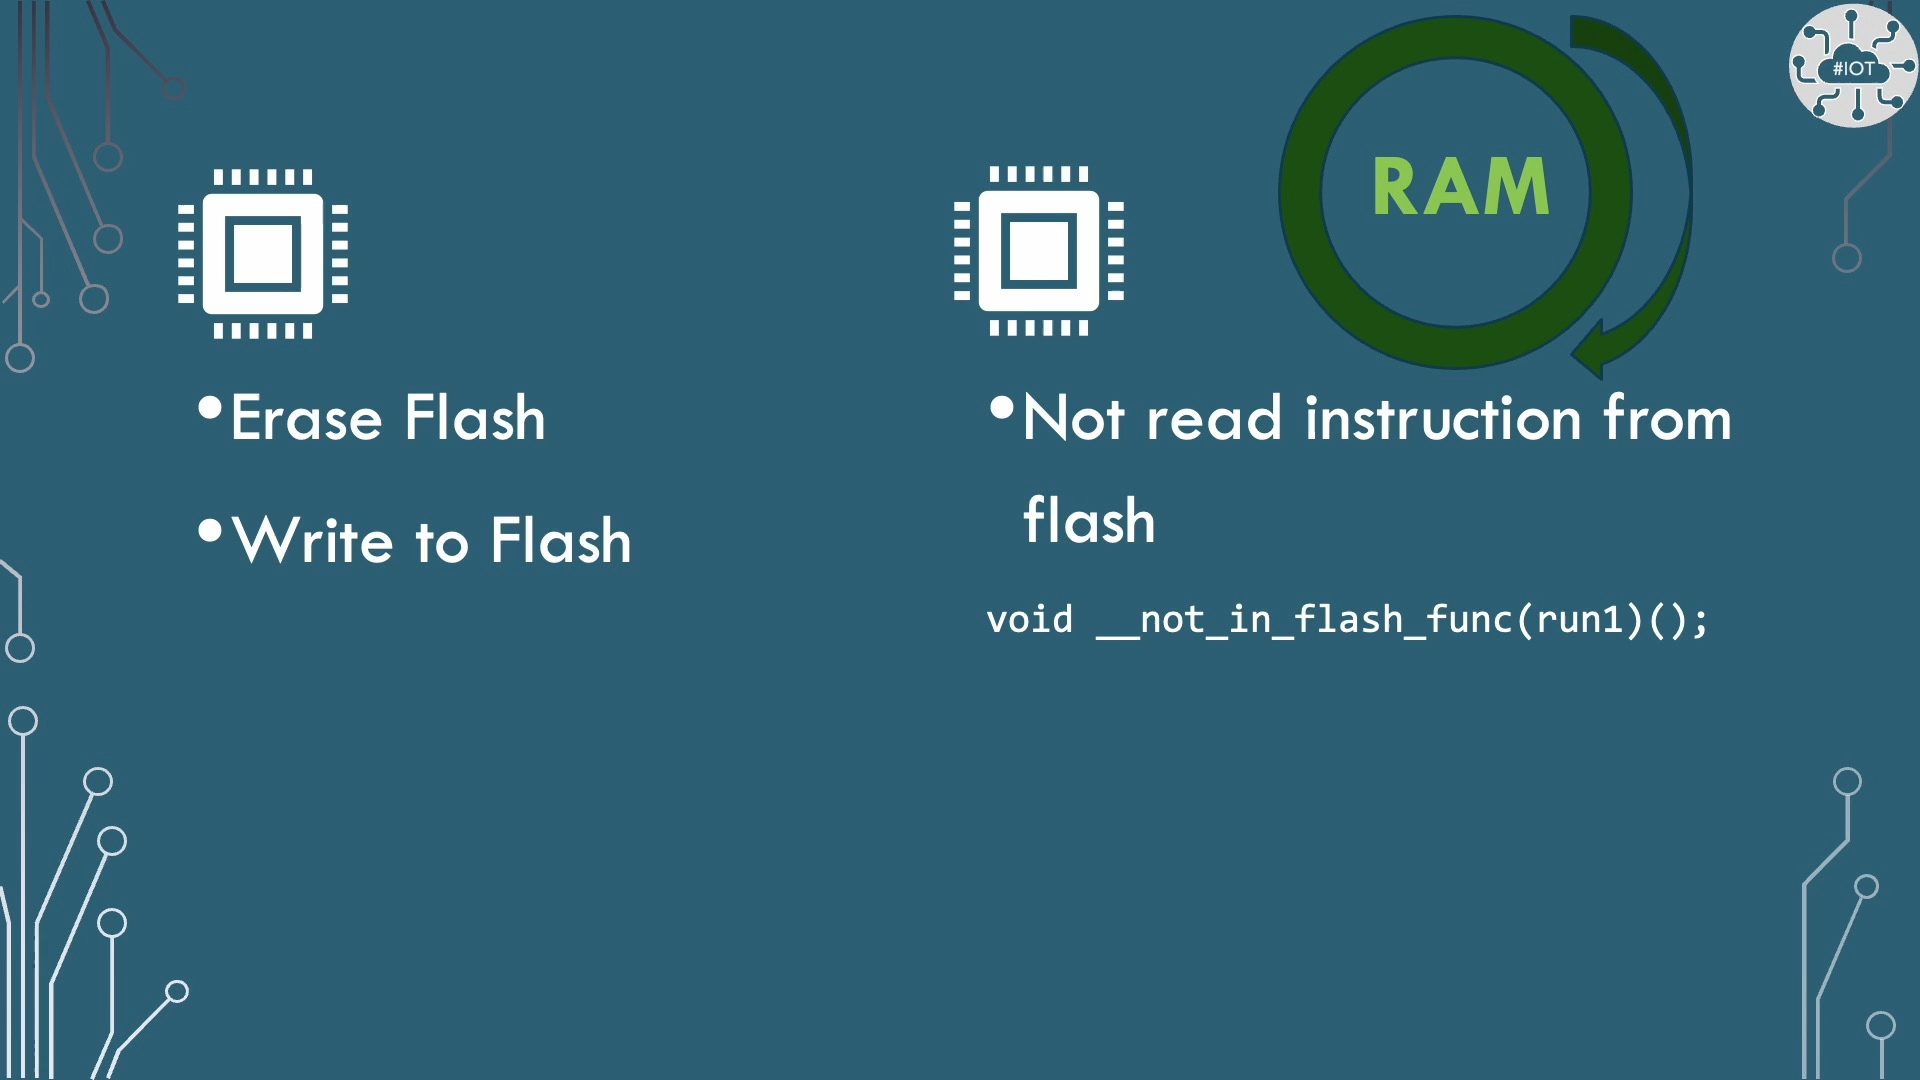 #IOT
RAM
•Erase Flash
•Write to Flash
•Not read instruction from
flash
void __not_in_flash_func(run1)();